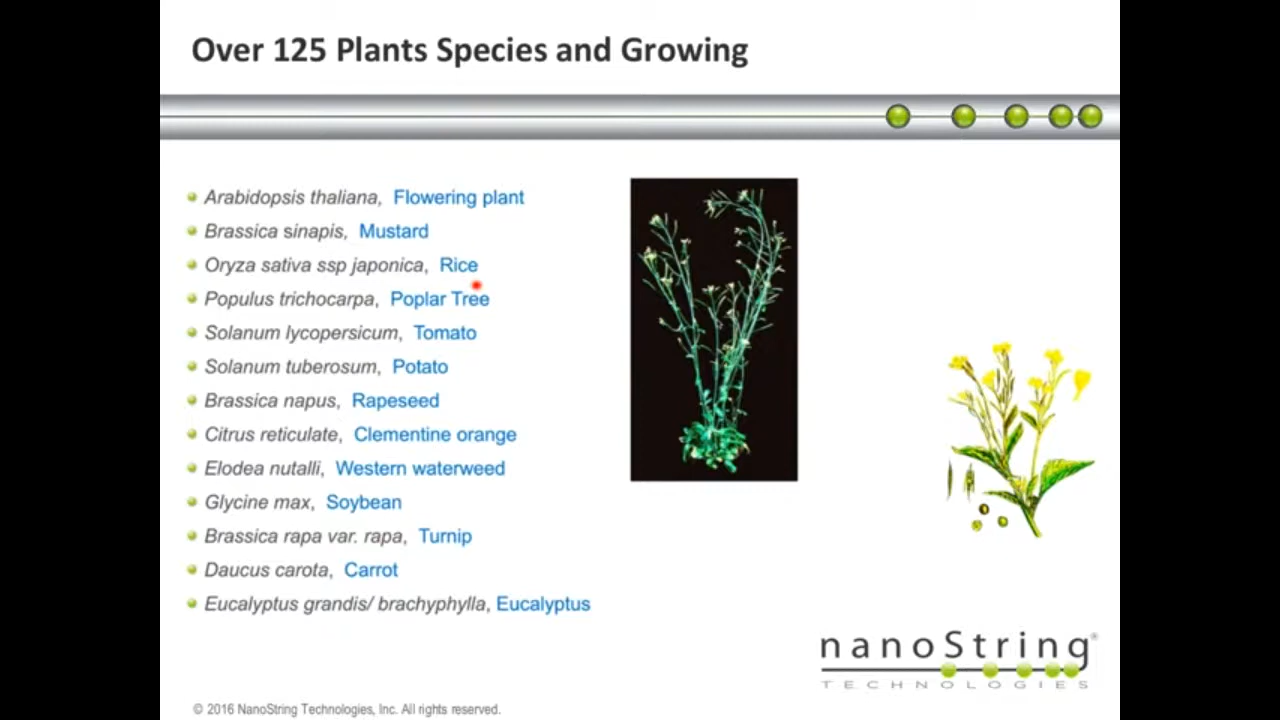 Over 125 Plants Species and Growing
Arabidopsis thaliana, Flowering plant
Brassica sinapis, Mustard
Oryza sativa ssp japonica, Rice
Populus trichocarpa, Poplar Tree
Solanum lycopersicum, Tomato
Solanum tuberosum, Potato
Brassica napus, Rapeseed
Citrus reticulate, Clementine orange
Elodea nutalli, Western waterweed
Glycine max, Soybean
Brassica rapa var. rapa, Turnip
Daucus carota, Carrot
Eucalyptus grandis/ brachyphylla, Eucalyptus
nanoString®
TECHNOLOGIES
© 2016 NanoString Technologies, Inc. All rights reserved.